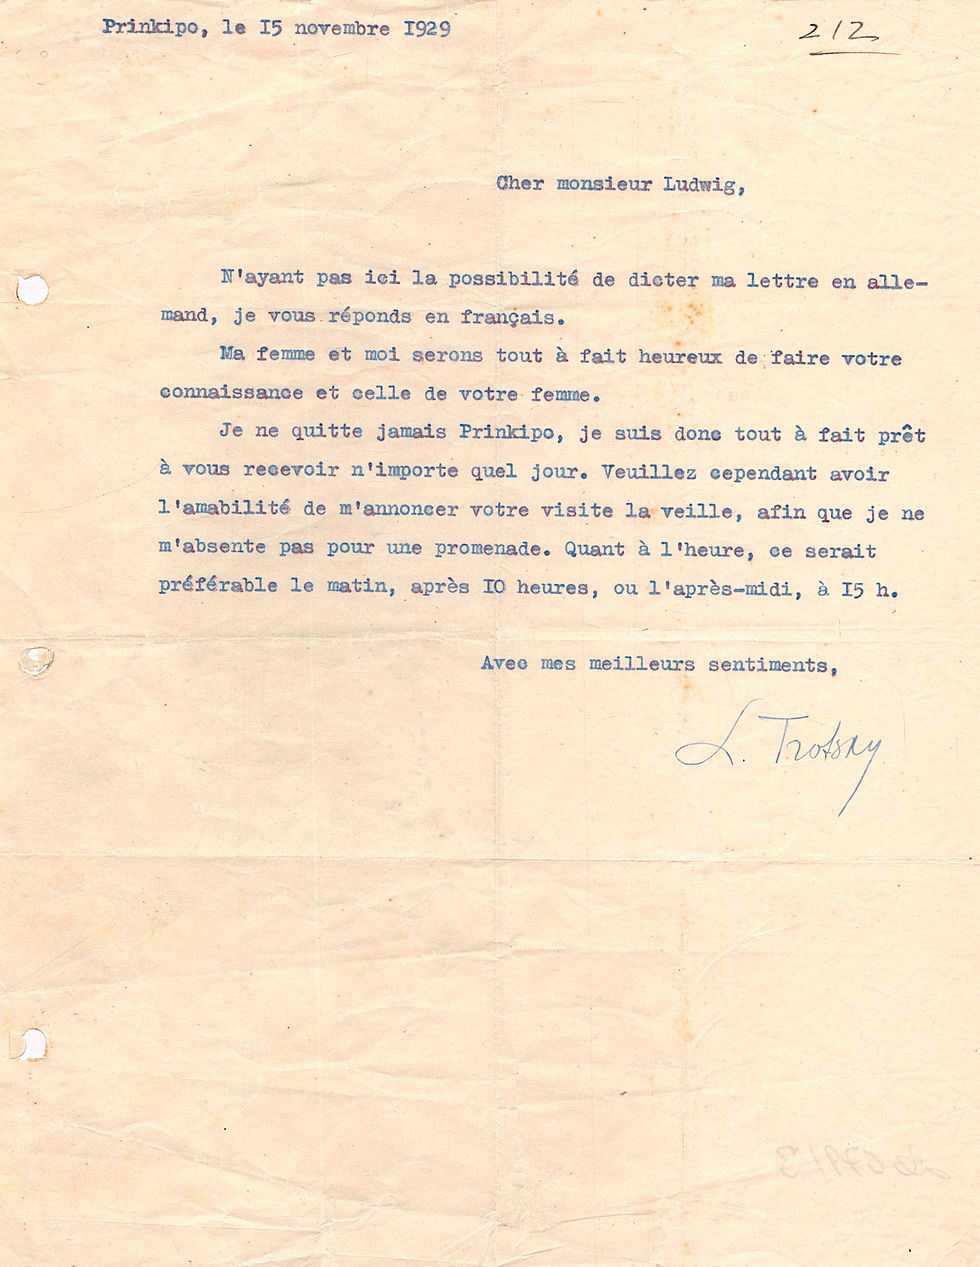 Prinkipo, le 15 novembre 1929
212
Cher monsieur Ludwig,
N'ayant pas ici la possibilité de dicter ma lettre en alle-
mand, je vous réponds en français.
Ma femme et moi serons tout à fait heureux de faire votre
connaissance et celle de votre femme.
Je ne quitte jamais Prinkipo, je suis donc tout à fait prêt
à vous recevoir n'importe quel jour. Veuillez cependant avoir
l'amabilité de m'annoncer votre visite la veille, afin que je ne
m'absente pas pour une promenade. Quant à l'heure, ce serait
préférable le matin, après 10 heures, ou l'après-midi, à 15 h.
Avec mes meilleurs sentiments,
L. Trotsky